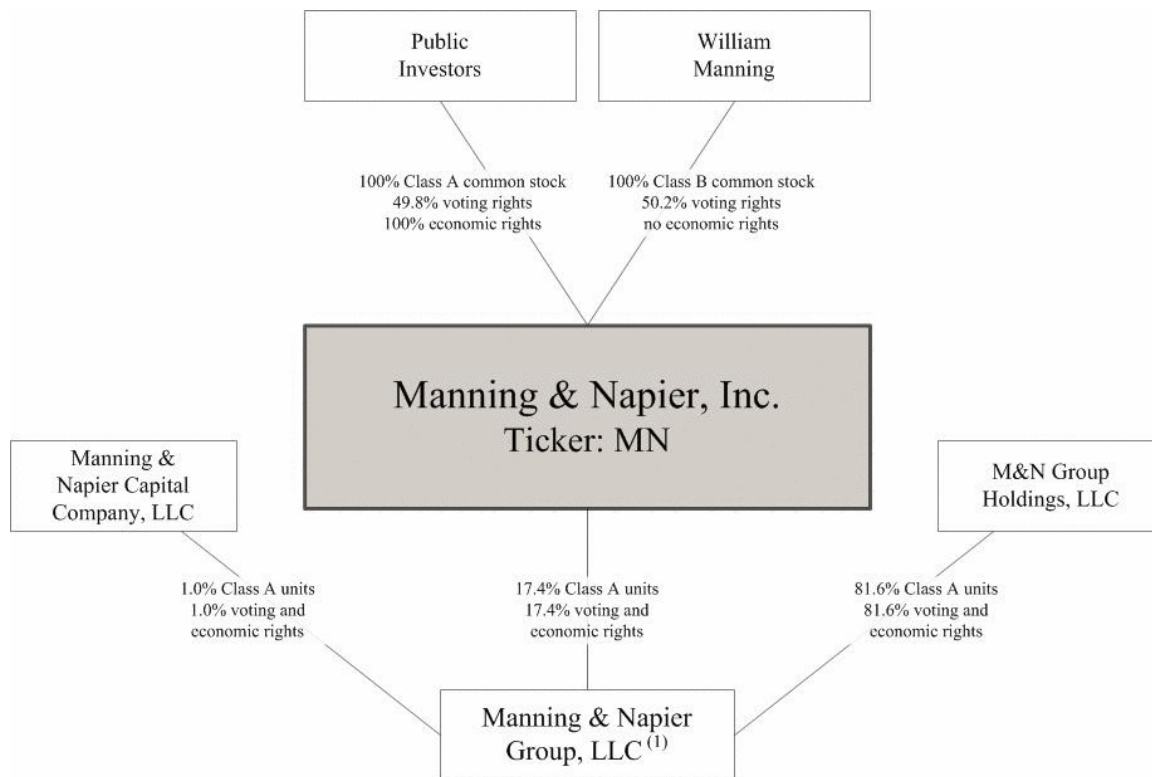 Public
Investors
William
Manning
100% Class A common stock
49.8% voting rights
100% economic rights
100% Class B common stock
50.2% voting rights
no economic rights
Manning & Napier, Inc.
Ticker: MN
Manning &
Napier Capital
Company, LLC
M&N Group
Holdings, LLC
1.0% Class A units
1.0% voting and
economic rights
17.4% Class A units
17.4% voting and
economic rights
81.6% Class A units
81.6% voting and
economic rights
Manning & Napier
Group, LLC (1)